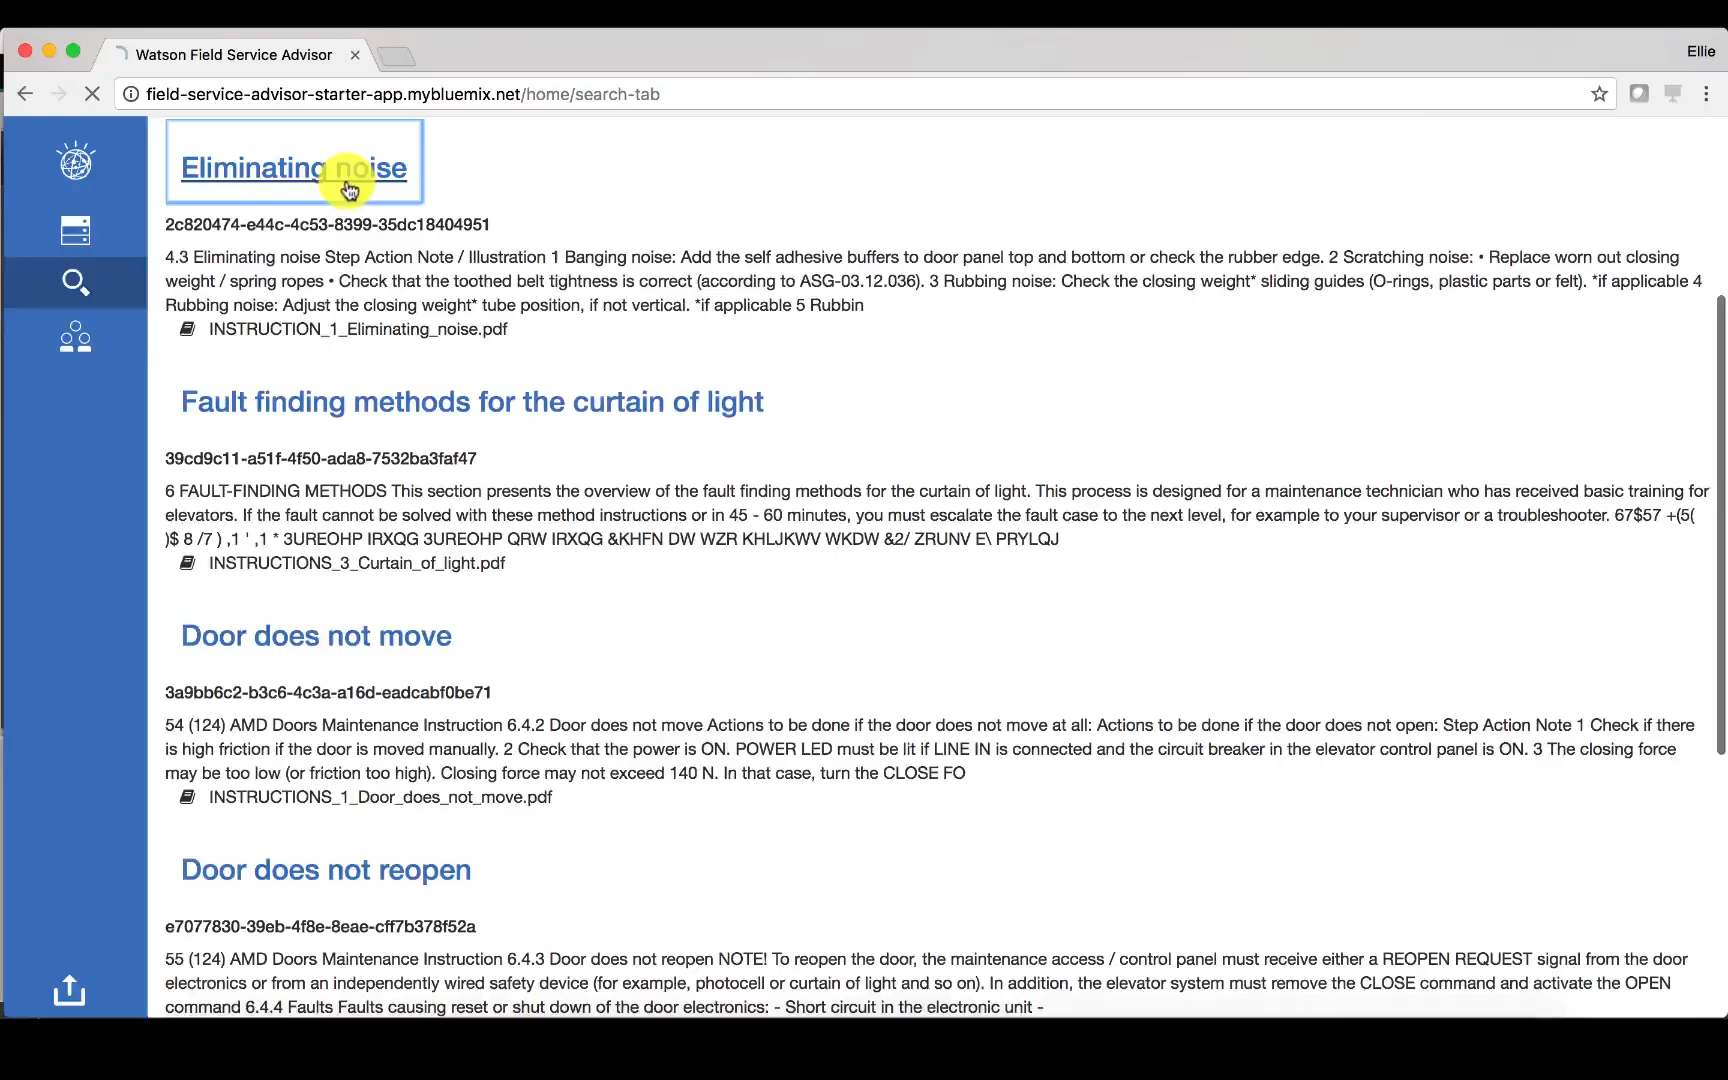 Watson Field Service Advisor
Ellie
field-service-advisor-starter-app.mybluemix.net/home/search-tab
Eliminating noise
2c820474-e44c-4c53-8399-35dc18404951
4.3 Eliminating noise Step Action Note / Illustration 1 Banging noise: Add the self adhesive buffers to door panel top and bottom or check the rubber edge. 2 Scratching noise: • Replace worn out closing
weight / spring ropes • Check that the toothed belt tightness is correct (according to ASG-03.12.036). 3 Rubbing noise: Check the closing weight* sliding guides (O-rings, plastic parts or felt). *if applicable 4
Rubbing noise: Adjust the closing weight* tube position, if not vertical. *if applicable 5 Rubbin
INSTRUCTION_1_Eliminating_noise.pdf
Fault finding methods for the curtain of light
39cd9c11-a51f-4f50-ada8-7532ba3faf47
6 FAULT-FINDING METHODS This section presents the overview of the fault finding methods for the curtain of light. This process is designed for a maintenance technician who has received basic training for
elevators. If the fault cannot be solved with these method instructions or in 45 - 60 minutes, you must escalate the fault case to the next level, for example to your supervisor or a troubleshooter. 67$57 +(5(
)$ 8 /7 ) ,1 ' ,1 * 3UREOHP IRXQG 3UREOHP QRW IRXQG &KHFN DW WZR KHLJKWV WKDW &2/ ZRUNV E\ PRYLQJ
INSTRUCTIONS_3_Curtain_of_light.pdf
Door does not move
3a9bb6c2-b3c6-4c3a-a16d-eadcabf0be71
54 (124) AMD Doors Maintenance Instruction 6.4.2 Door does not move Actions to be done if the door does not move at all: Actions to be done if the door does not open: Step Action Note 1 Check if there
is high friction if the door is moved manually. 2 Check that the power is ON. POWER LED must be lit if LINE IN is connected and the circuit breaker in the elevator control panel is ON. 3 The closing force
may be too low (or friction too high). Closing force may not exceed 140 N. In that case, turn the CLOSE FO
INSTRUCTIONS_1_Door_does_not_move.pdf
Door does not reopen
e7077830-39eb-4f8e-8eae-cff7b378f52a
55 (124) AMD Doors Maintenance Instruction 6.4.3 Door does not reopen NOTE! To reopen the door, the maintenance access / control panel must receive either a REOPEN REQUEST signal from the door
electronics or from an independently wired safety device (for example, photocell or curtain of light and so on). In addition, the elevator system must remove the CLOSE command and activate the OPEN
command 6.4.4 Faults Faults causing reset or shut down of the door electronics: - Short circuit in the electronic unit -